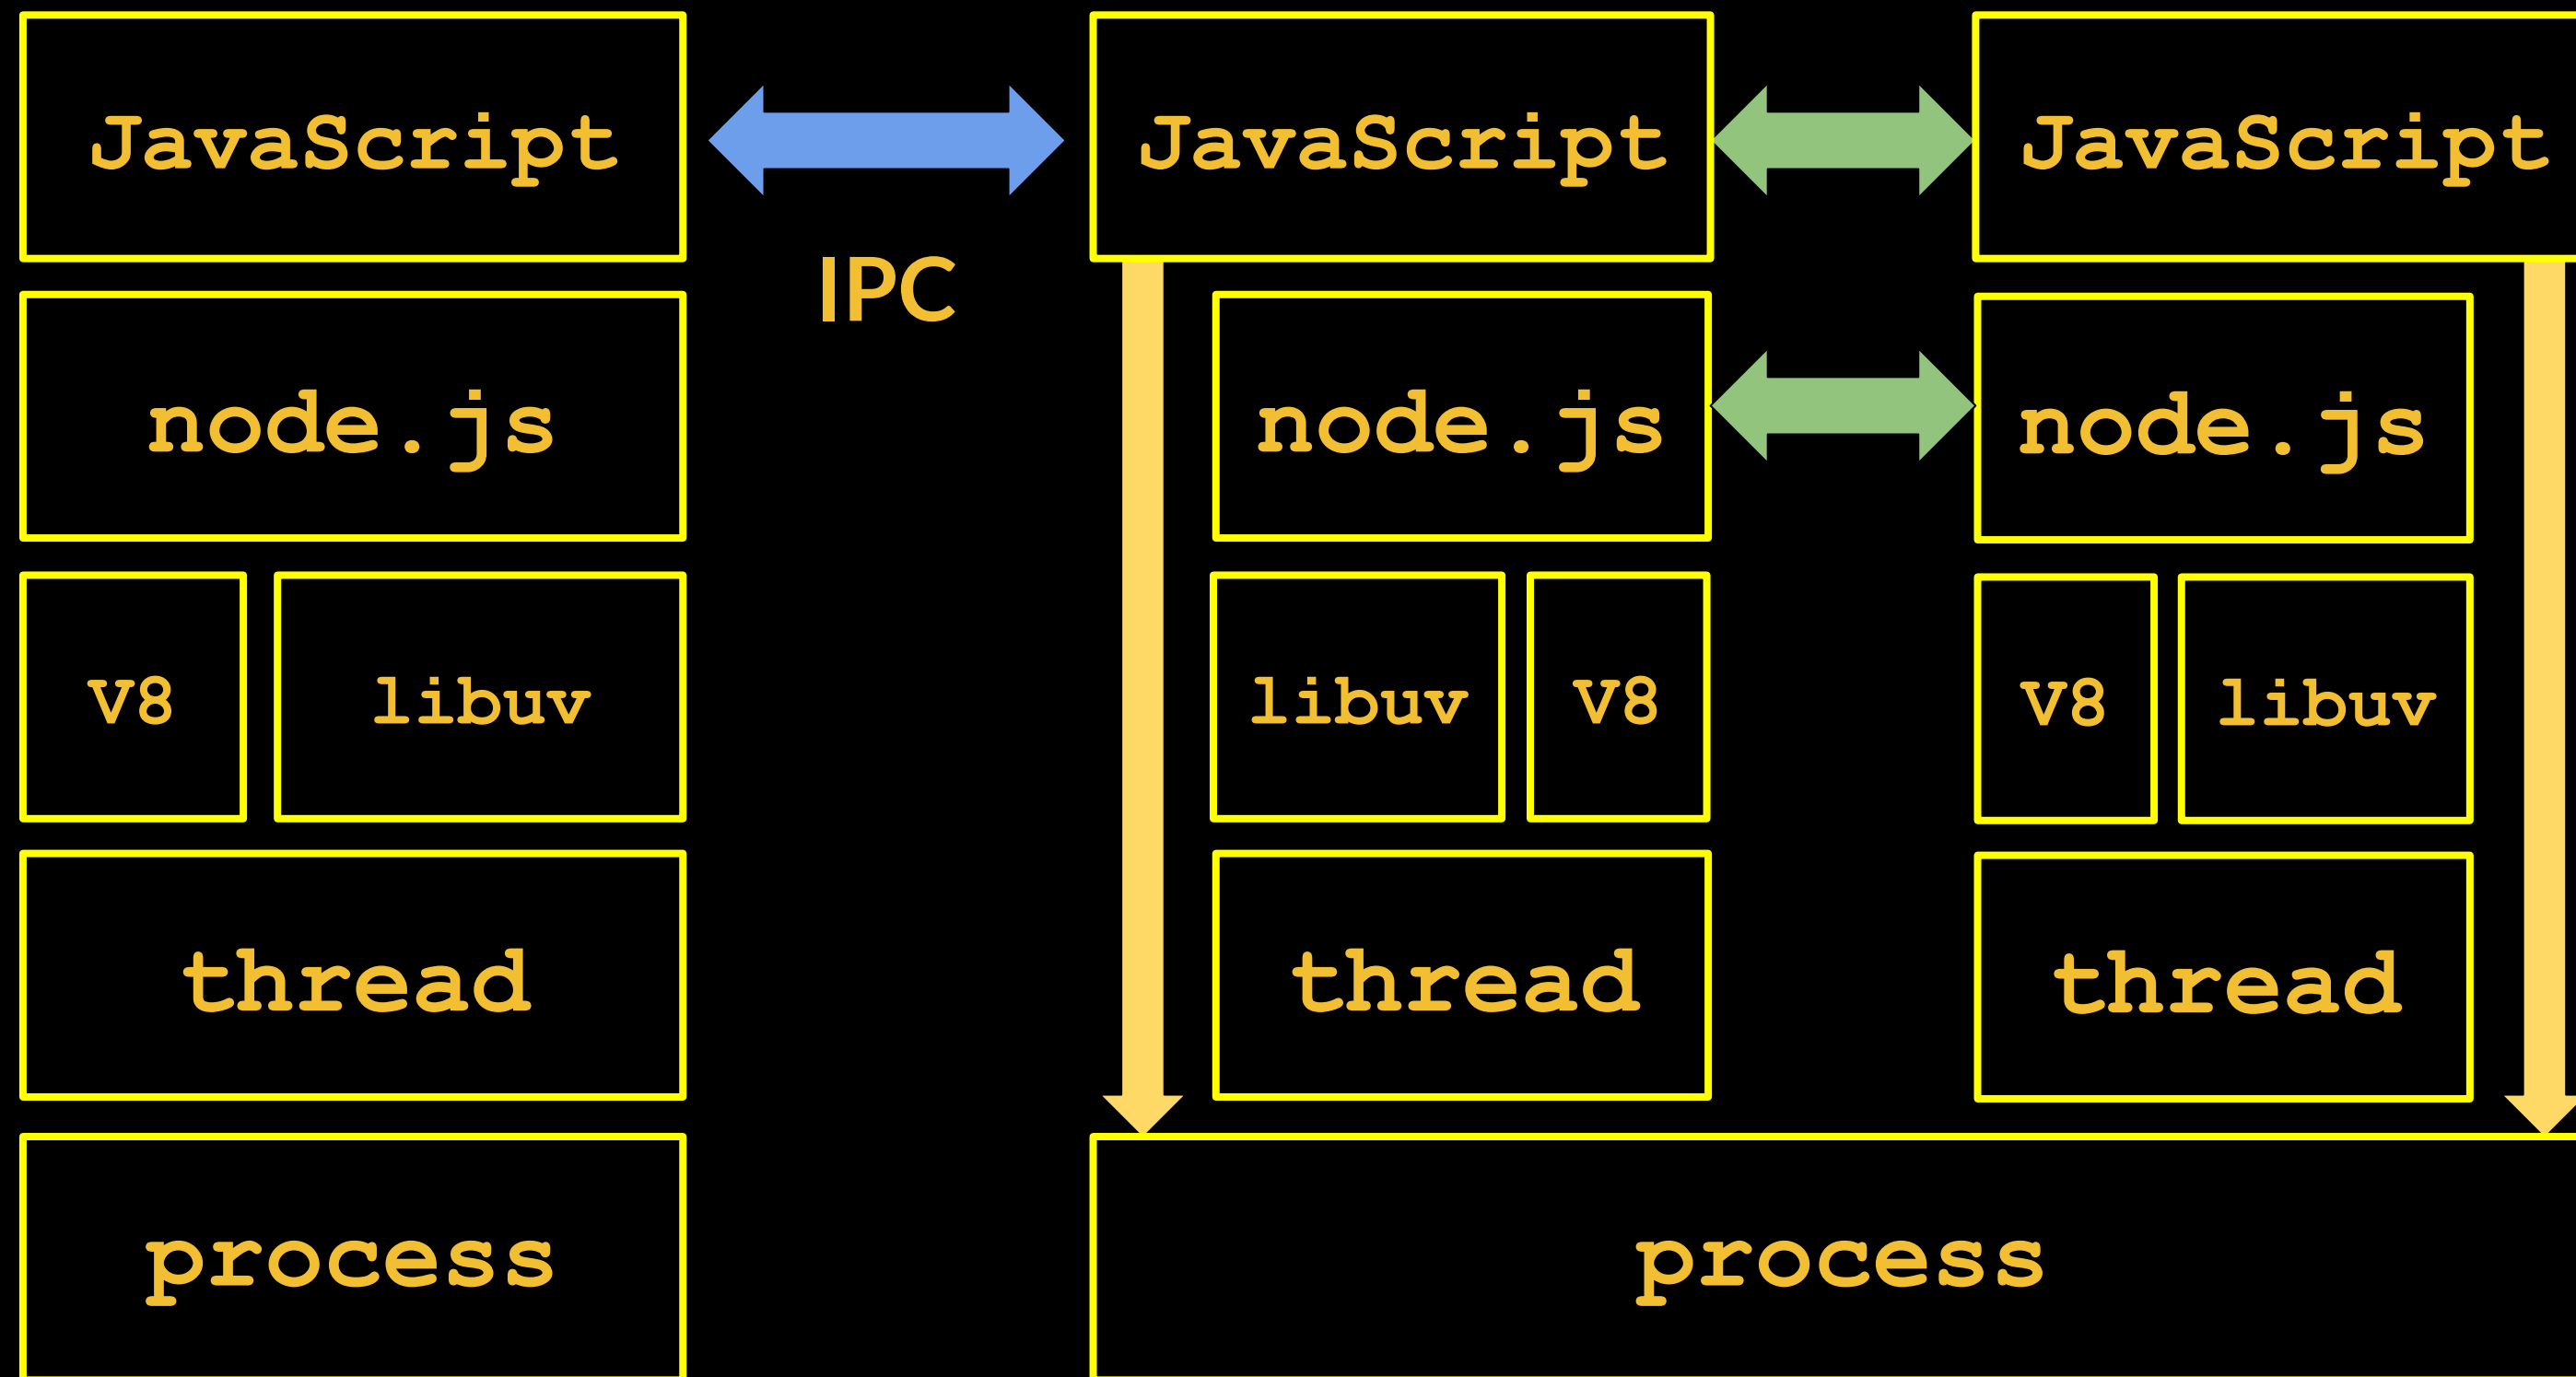 JavaScript
JavaScript
JavaScript
IPC
node.js
node.js
node.js
V8
libuv
libuv
V8
V8
libuv
thread
thread
thread
process
process